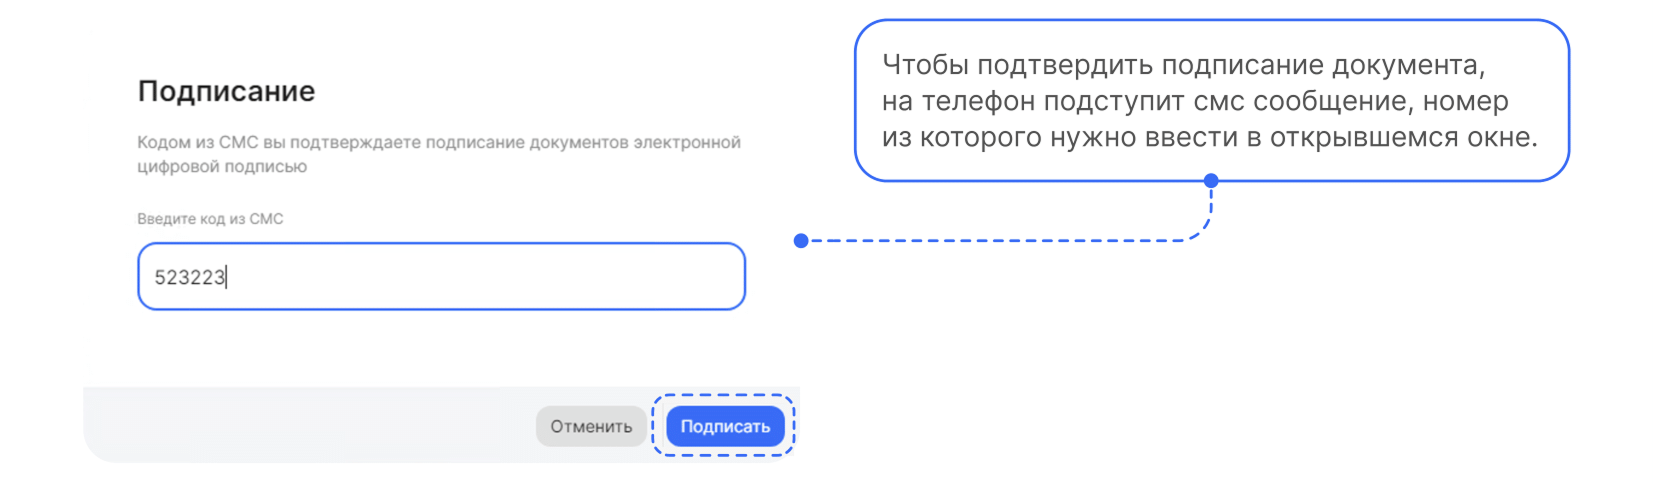 Подписание
Кодом из СМС вы подтверждаете подписание документов электронной
цифровой подписью
Введите код из СМС
523223
Отменить
Подписать
Чтобы подтвердить подписание документа,
на телефон подступит смс сообщение, номер
из которого нужно ввести в открывшемся окне.